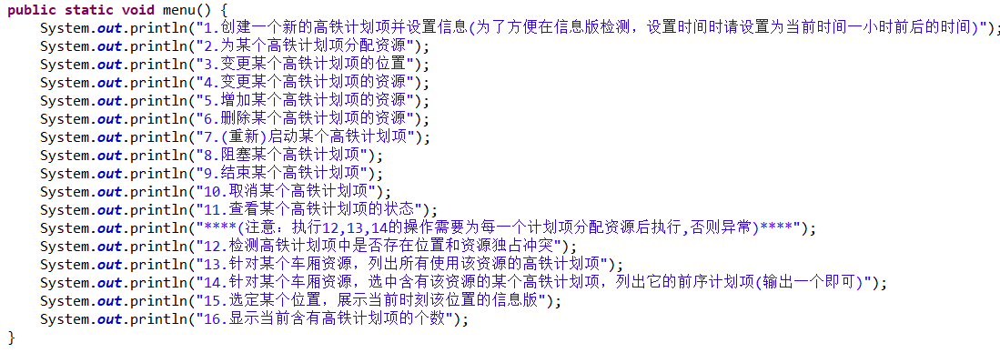 public static void menu() {
    System.out.println("1.创建一个新的高铁计划项并设置信息(为了方便在信息版检测，设置时间时请设置为当前时间一小时前后的时间)");
    System.out.println("2.为某个高铁计划项分配资源");
    System.out.println("3.变更某个高铁计划项的位置");
    System.out.println("4.变更某个高铁计划项的资源");
    System.out.println("5.增加某个高铁计划项的资源");
    System.out.println("6.删除某个高铁计划项的资源");
    System.out.println("7.(重新)启动某个高铁计划项");
    System.out.println("8.阻塞某个高铁计划项");
    System.out.println("9.结束某个高铁计划项");
    System.out.println("10.取消某个高铁计划项");
    System.out.println("11.查看某个高铁计划项的状态");
    System.out.println("****(注意：执行12,13,14的操作需要为每一个计划项分配资源后执行,否则异常)****");
    System.out.println("12.检测高铁计划项中是否存在位置和资源独占冲突");
    System.out.println("13.针对某个车厢资源，列出所有使用该资源的高铁计划项");
    System.out.println("14.针对某个车厢资源，选中含有该资源的某个高铁计划项，列出它的前序计划项(输出一个即可)");
    System.out.println("15.选定某个位置，展示当前时刻该位置的信息版");
    System.out.println("16.显示当前含有高铁计划项的个数");
}